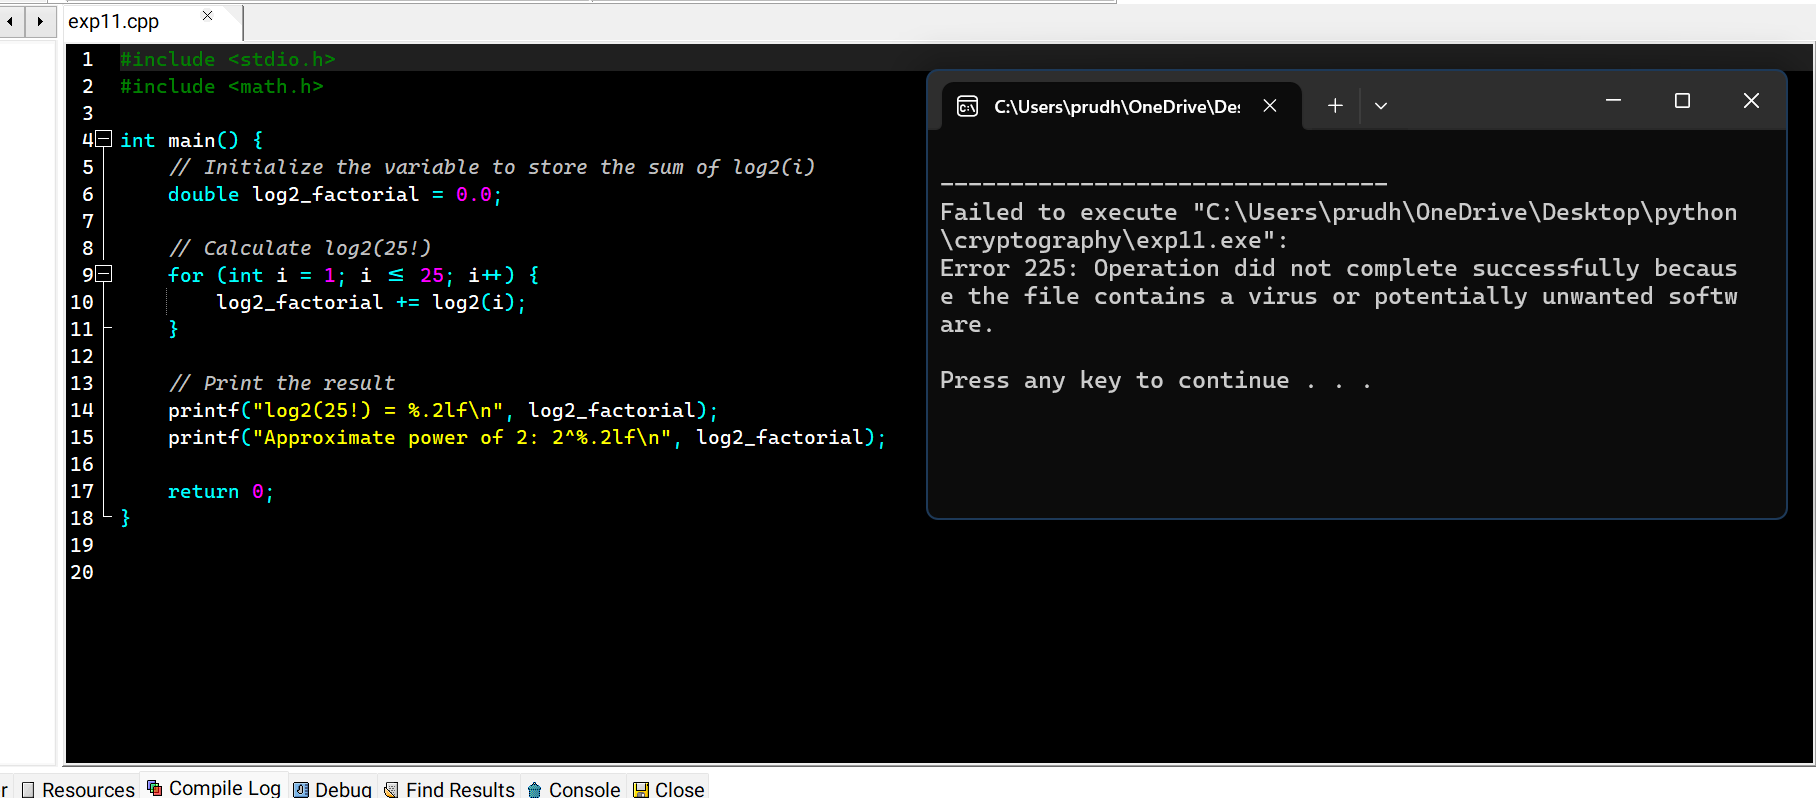 exp11.cpp
1 #include <stdio.h>
2 #include <math.h>
3
4 int main() {
5 // Initialize the variable to store the sum of log2(i)
6 double log2_factorial = 0.0;
7
8 // Calculate log2(25!)
9 for (int i = 1; i ≤ 25; i++) {
10 log2_factorial += log2(i);
11 }
12
13 // Print the result
14 printf("log2(25!) = %.2lf\n", log2_factorial);
15 printf("Approximate power of 2: 2^%.2lf\n", log2_factorial);
16
17 return 0;
18 }
19
20
C:\Users\prudh\OneDrive\Des
--------------------------------
Failed to execute "C:\Users\prudh\OneDrive\Desktop\python
\cryptography\exp11.exe":
Error 225: Operation did not complete successfully becaus
e the file contains a virus or potentially unwanted softw
are.
Press any key to continue . . .
r Resources Compile Log Debug Find Results Console Close